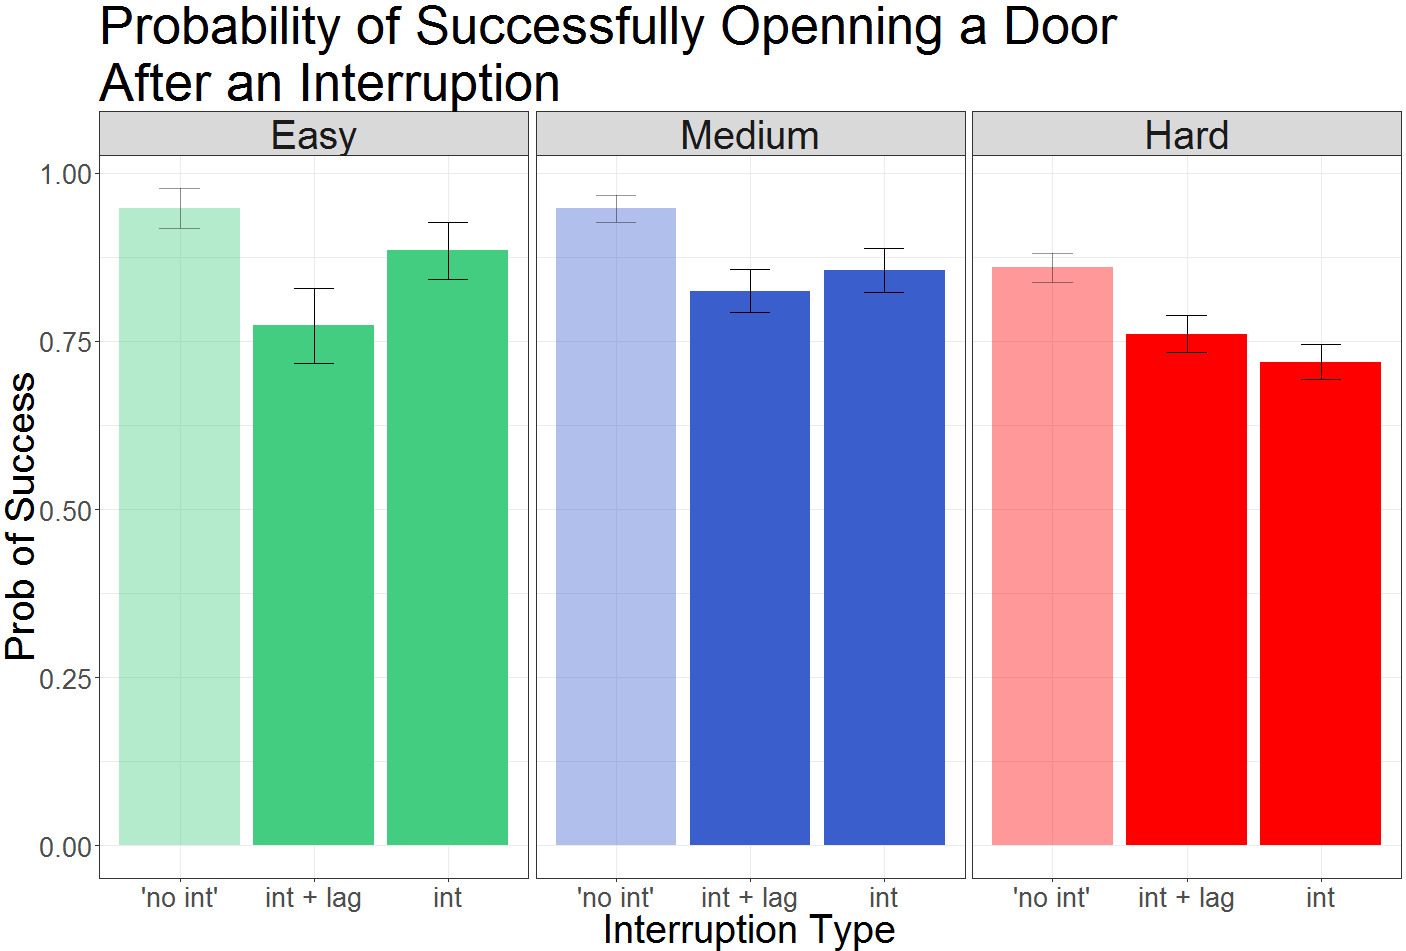 Probability of Successfully Openning a Door
After an Interruption
Easy Medium Hard
1.00
0.75
0.50
0.25
0.00
Prob of Success
'no int' int + lag int 'no int' int + lag int 'no int' int + lag int
Interruption Type